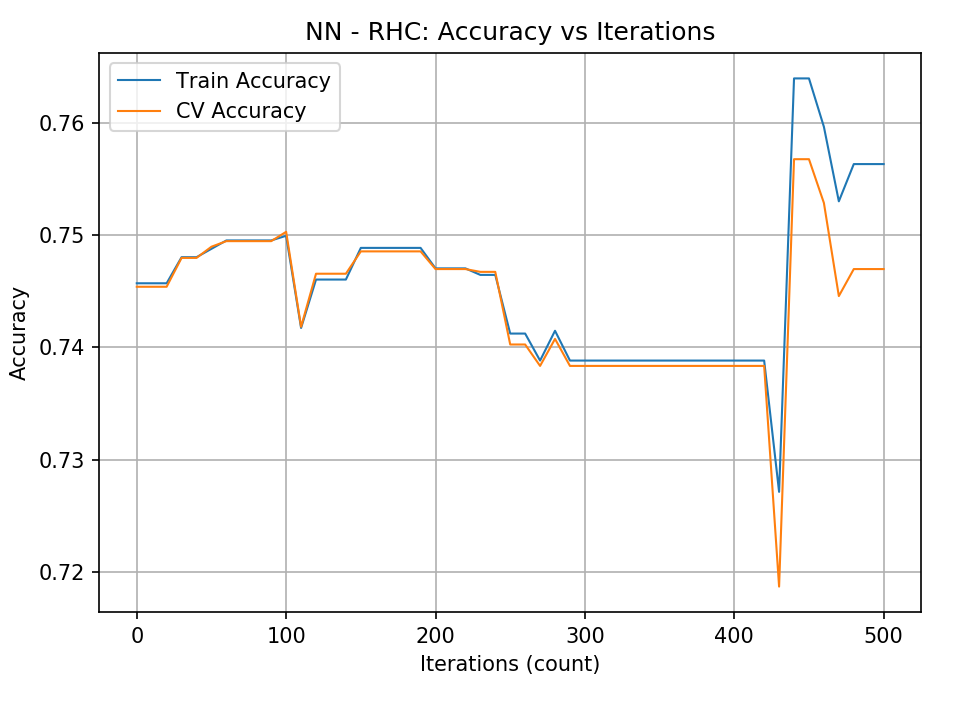 NN - RHC: Accuracy vs Iterations
Train Accuracy
CV Accuracy
Accuracy
0.76
0.75
0.74
0.73
0.72
0 100 200 300 400 500
Iterations (count)